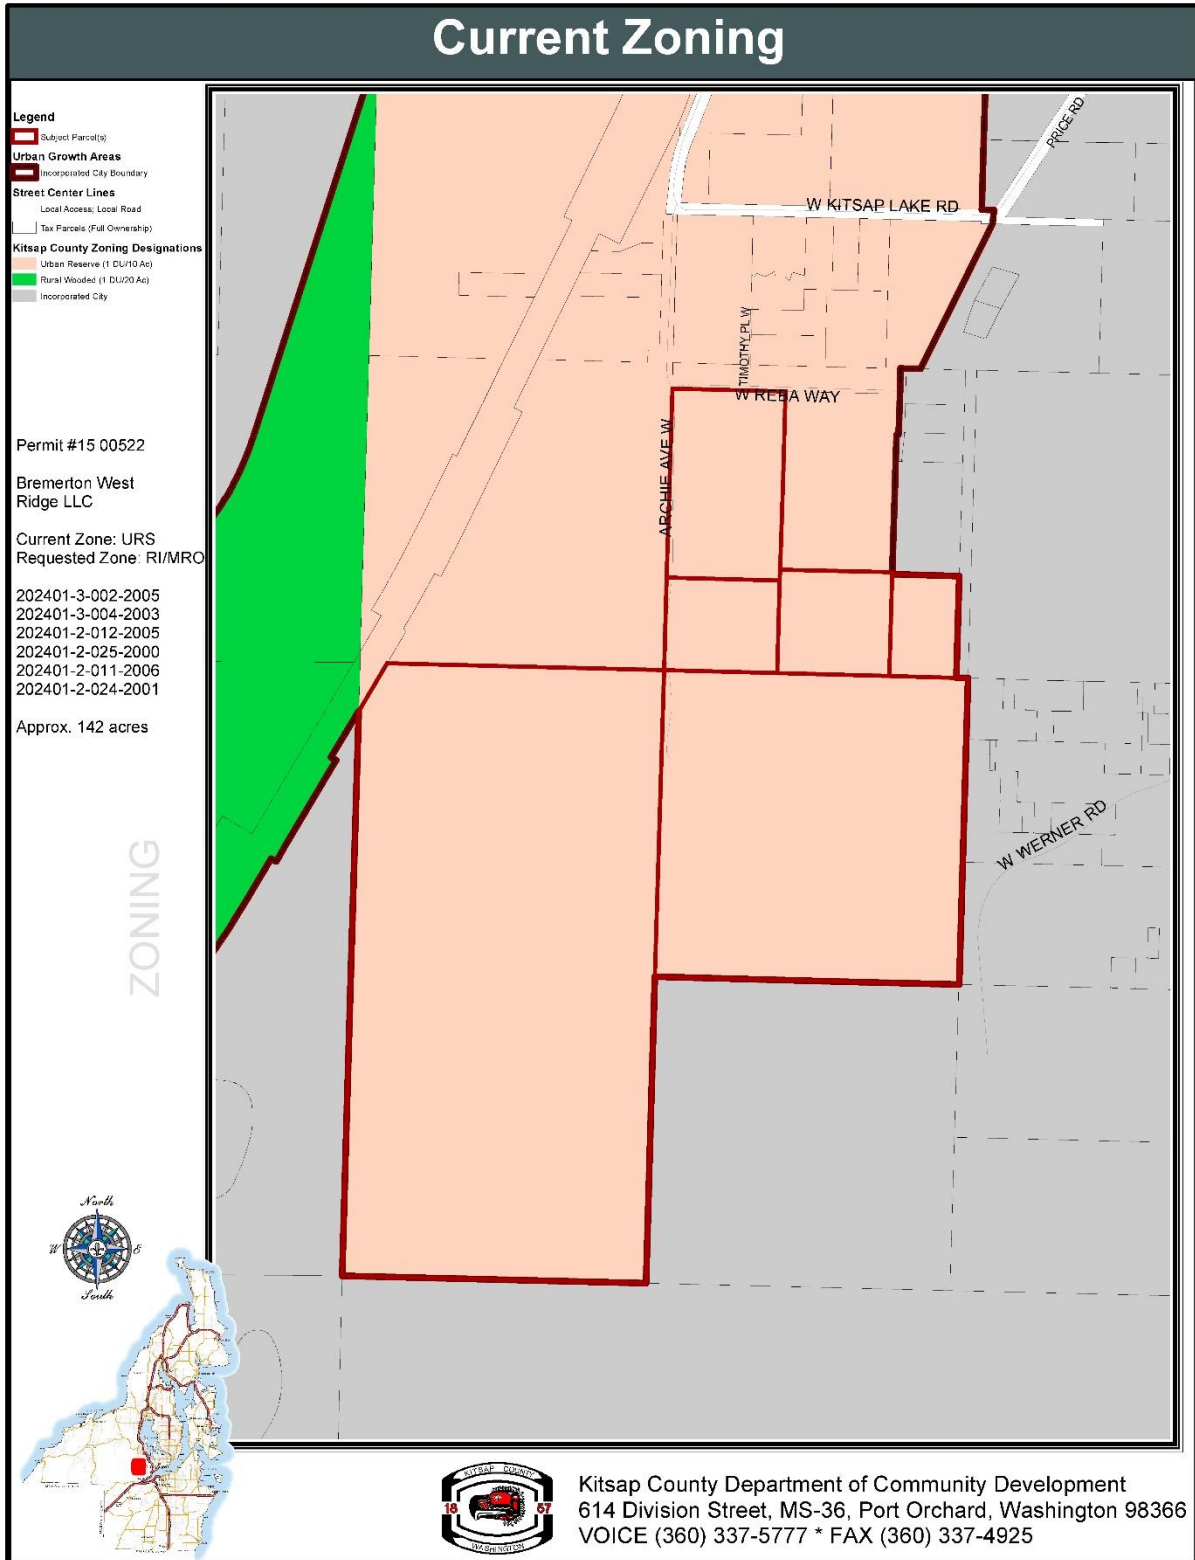 Current Zoning
Legend
Subject Parcel(s)
Urban Growth Areas
Incorporated City Boundary
Street Center Lines
Local Access; Local Road
Tax Parcels (Full Ownership)
Kitsap County Zoning Designations
Urban Reserve (1 DU/10 Ac)
Rural Wooded (1 DU/20 Ac)
Incorporated City
Permit #15 00522
Bremerton West
Ridge LLC
Current Zone: URS
Requested Zone: RI/MRO
202401-3-002-2005
202401-3-004-2003
202401-2-012-2005
202401-2-025-2000
202401-2-011-2006
202401-2-024-2001
Approx. 142 acres
ZONING
PRICE RD
W KITSAP LAKE RD
TIMOTHY PL W
W REBA WAY
ARCHIE AVE W
W WERNER RD
North
W E
South
KITSAP COUNTY
18 57
WASHINGTON
Kitsap County Department of Community Development
614 Division Street, MS-36, Port Orchard, Washington 98366
VOICE (360) 337-5777 * FAX (360) 337-4925